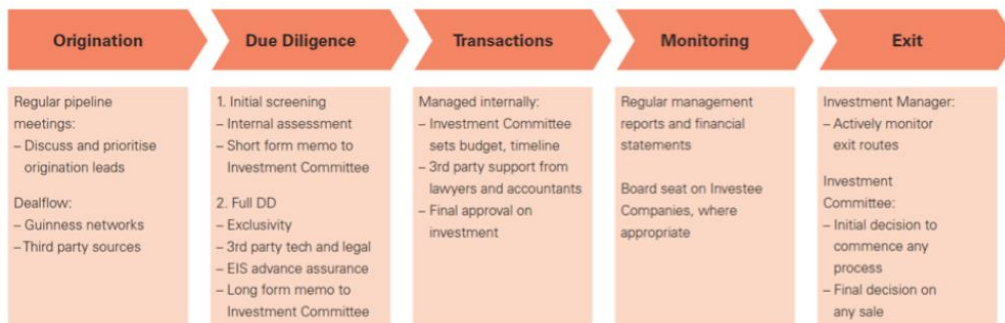 Origination
Due Diligence
Transactions
Monitoring
Exit
Regular pipeline
meetings:
– Discuss and prioritise
origination leads
Dealflow:
– Guinness networks
– Third party sources
1. Initial screening
– Internal assessment
– Short form memo to
Investment Committee
2. Full DD
– Exclusivity
– 3rd party tech and legal
– EIS advance assurance
– Long form memo to
Investment Committee
Managed internally:
– Investment Committee
sets budget, timeline
– 3rd party support from
lawyers and accountants
– Final approval on
investment
Regular management
reports and financial
statements
Board seat on Investee
Companies, where
appropriate
Investment Manager:
– Actively monitor
exit routes
Investment
Committee:
– Initial decision to
commence any
process
– Final decision on
any sale